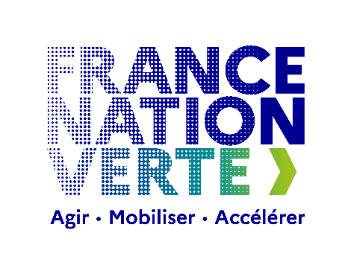 FRANCE
NATION
VERTE
Agir • Mobiliser • Accélérer